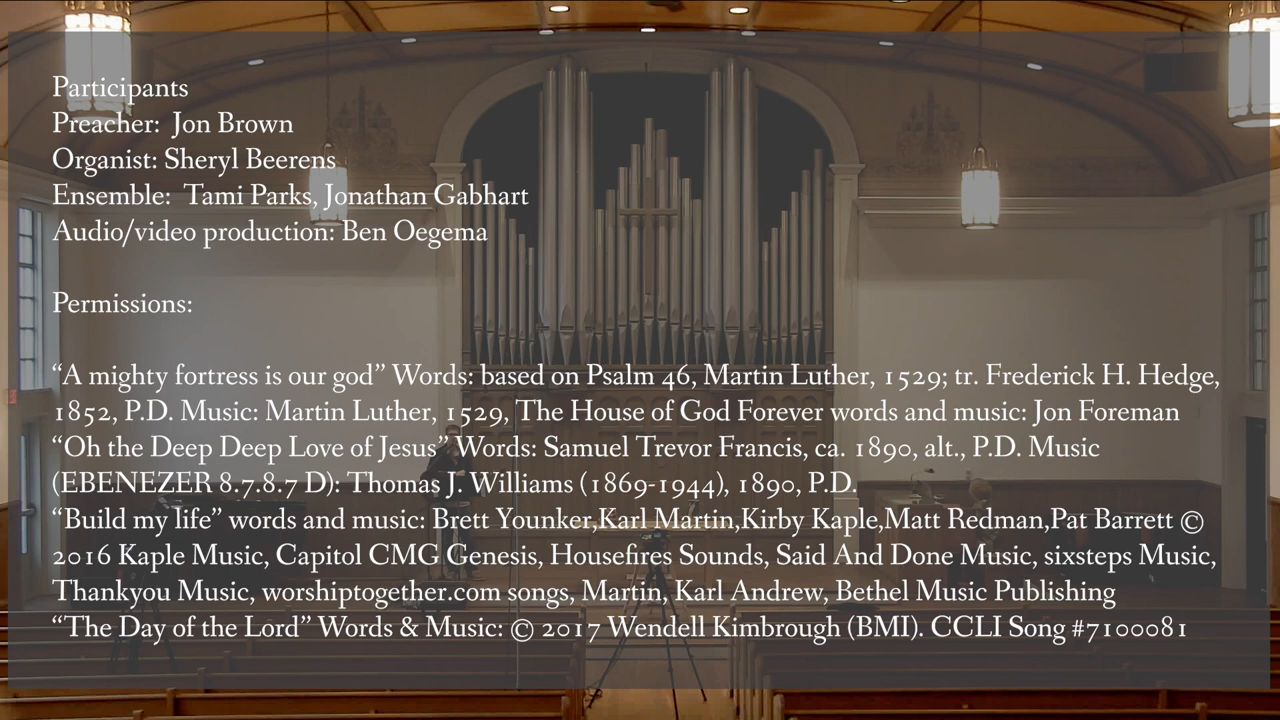 Participants
Preacher:  Jon Brown
Organist: Sheryl Beerens
Ensemble:  Tami Parks, Jonathan Gabhart
Audio/video production: Ben Oegema
Permissions:
“A mighty fortress is our god” Words: based on Psalm 46, Martin Luther, 1529; tr. Frederick H. Hedge,
1852, P.D. Music: Martin Luther, 1529, The House of God Forever words and music: Jon Foreman
“Oh the Deep Deep Love of Jesus” Words: Samuel Trevor Francis, ca. 1890, alt., P.D. Music
(EBENEZER 8.7.8.7 D): Thomas J. Williams (1869-1944), 1890, P.D.
“Build my life” words and music: Brett Younker,Karl Martin,Kirby Kaple,Matt Redman,Pat Barrett ©
2016 Kaple Music, Capitol CMG Genesis, Housefires Sounds, Said And Done Music, sixsteps Music,
Thankyou Music, worshiptogether.com songs, Martin, Karl Andrew, Bethel Music Publishing
“The Day of the Lord” Words & Music: © 2017 Wendell Kimbrough (BMI). CCLI Song #7100081